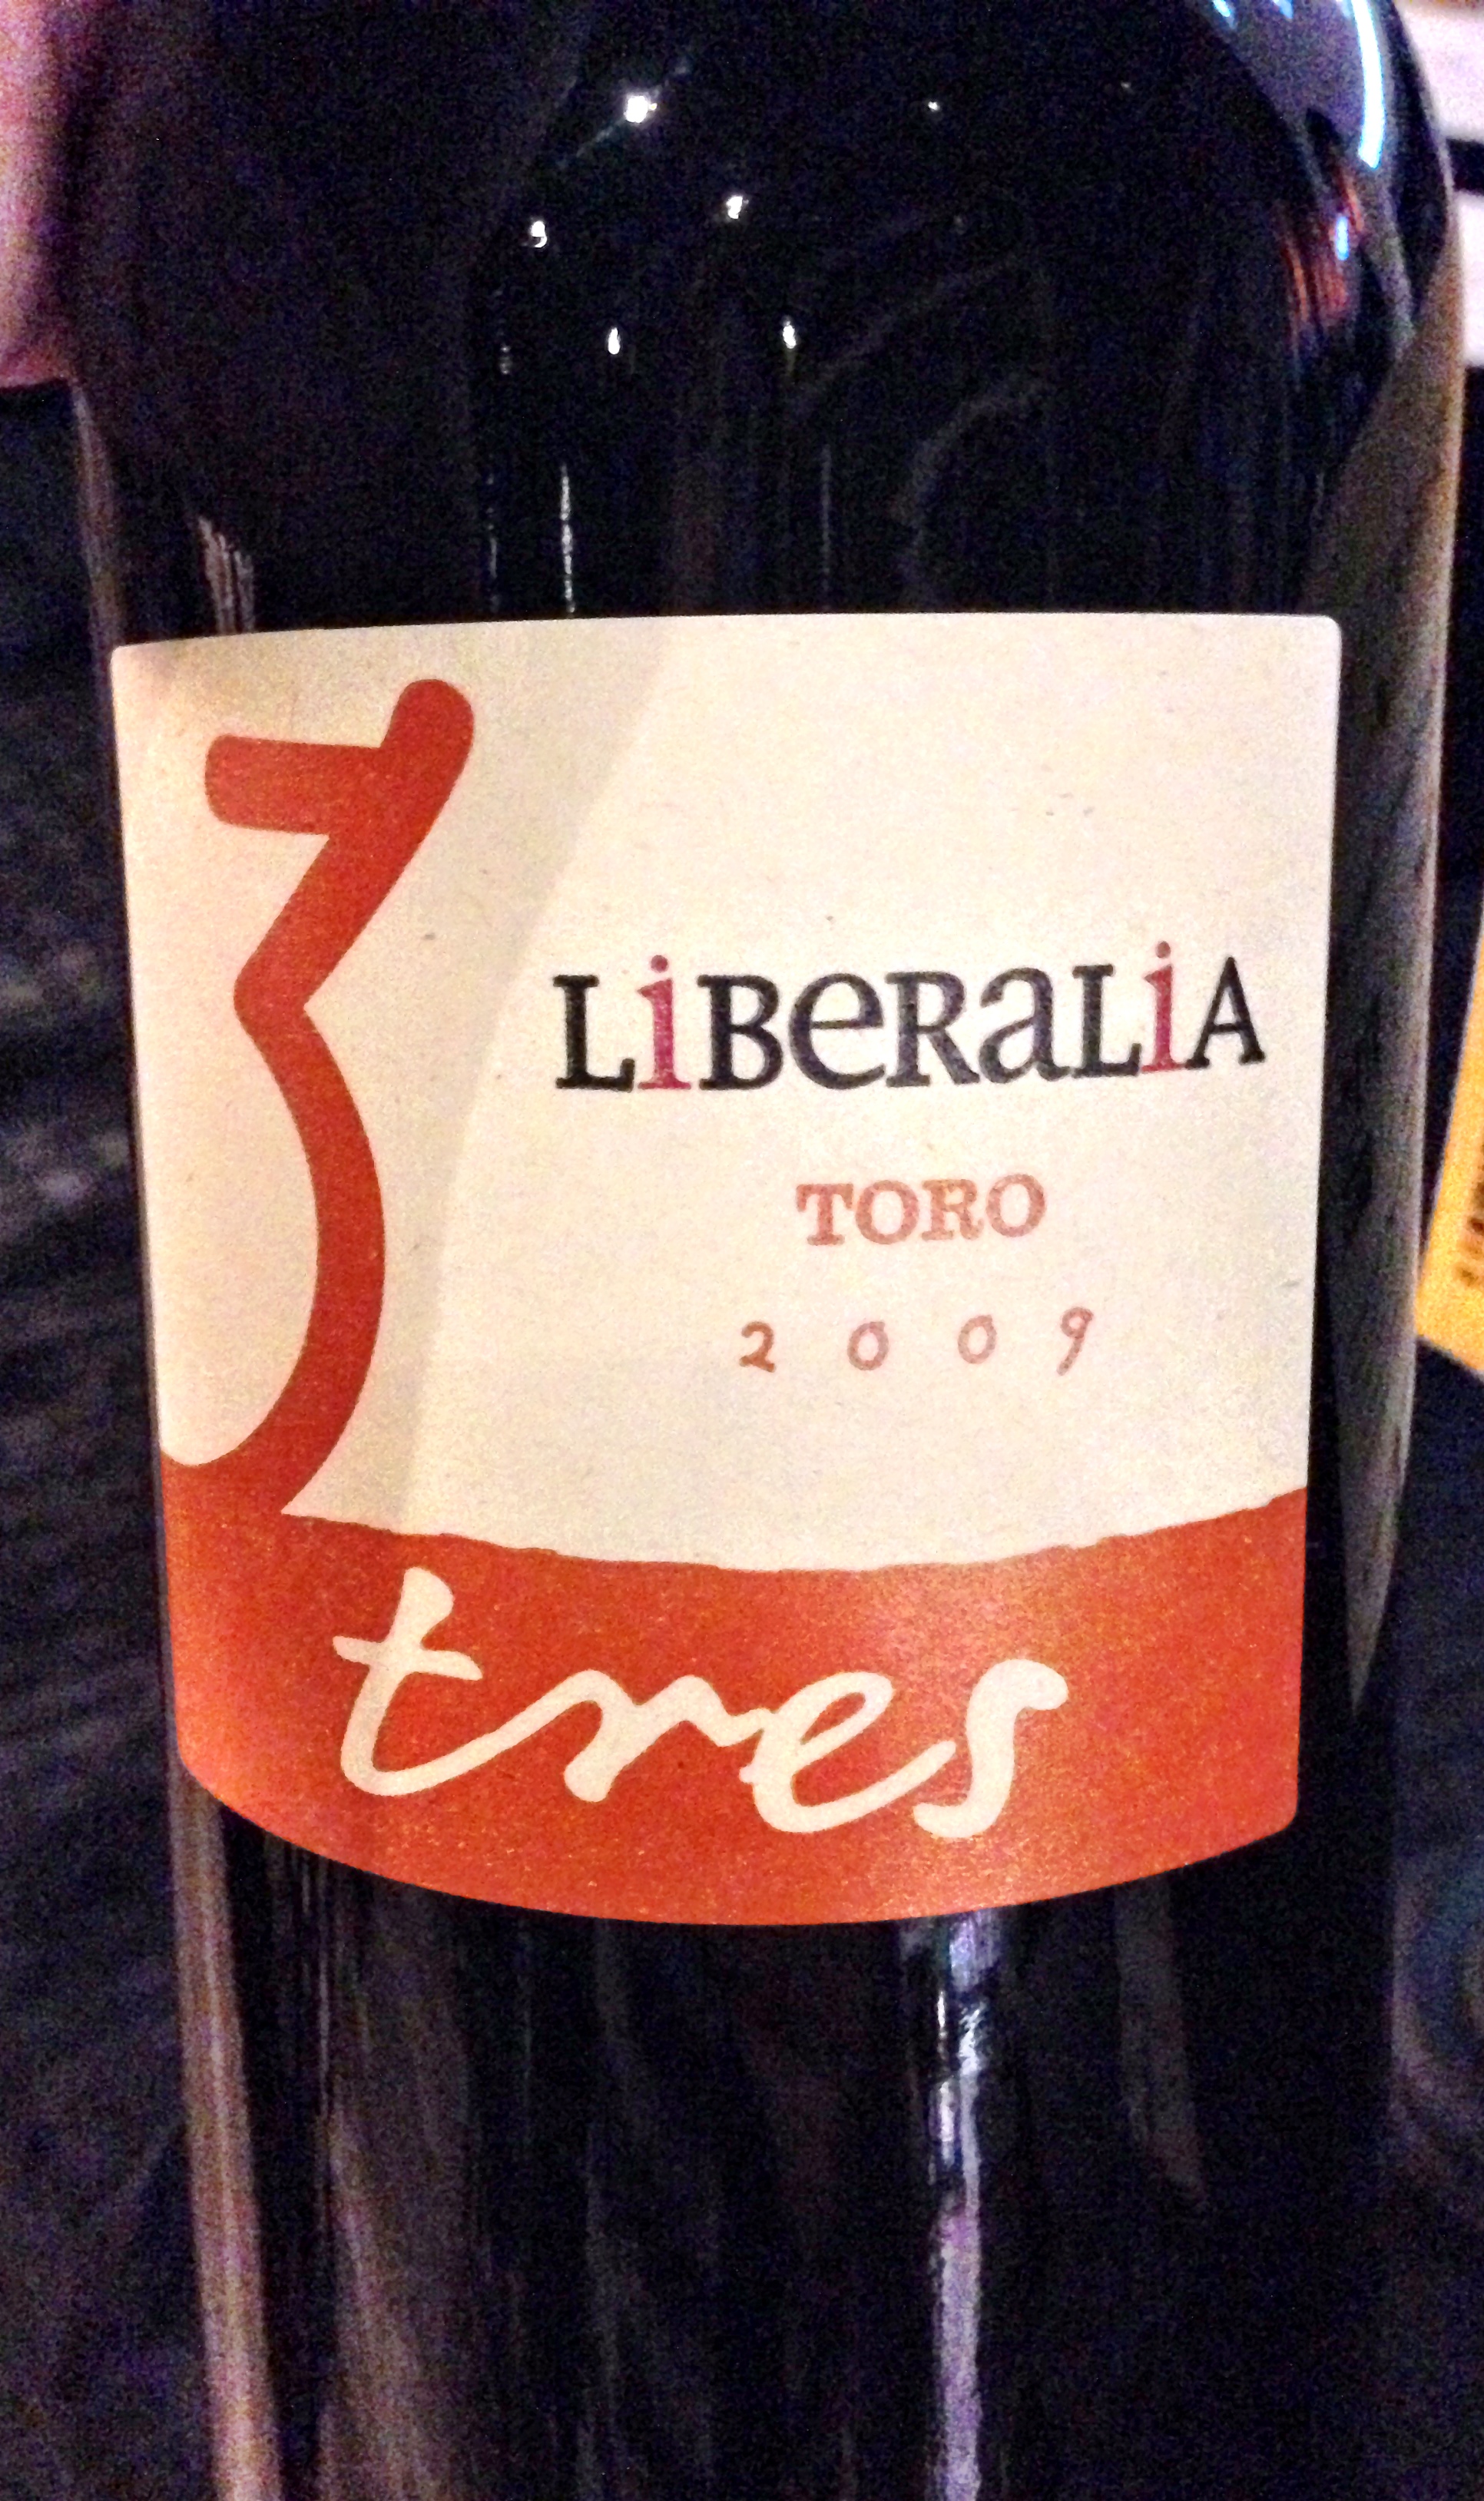 3
LiBeRaLiA
TORO
2009
tres